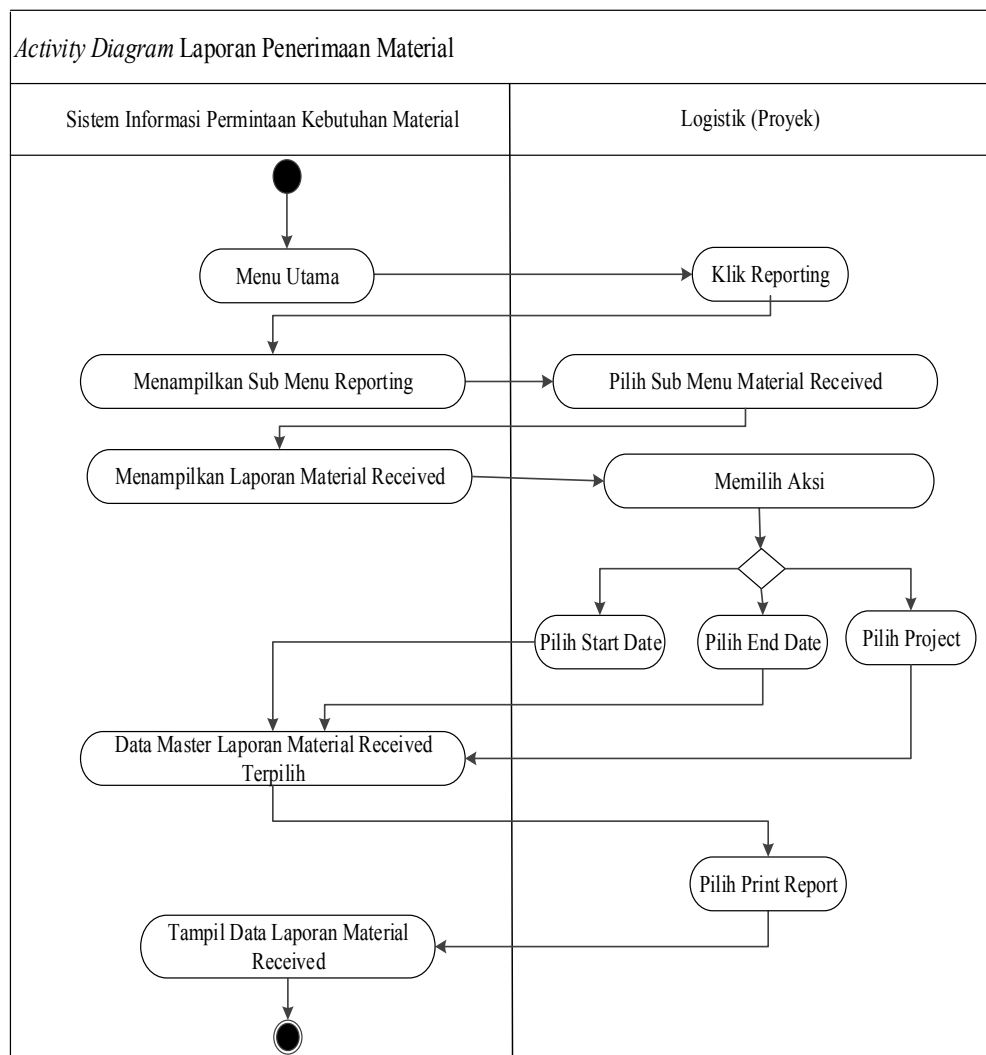 Activity Diagram Laporan Penerimaan Material
Sistem Informasi Permintaan Kebutuhan Material
Logistik (Proyek)
Menu Utama
Klik Reporting
Menampilkan Sub Menu Reporting
Pilih Sub Menu Material Received
Menampilkan Laporan Material Received
Memilih Aksi
Pilih Start Date
Pilih End Date
Pilih Project
Data Master Laporan Material Received
Terpilih
Pilih Print Report
Tampil Data Laporan Material
Received